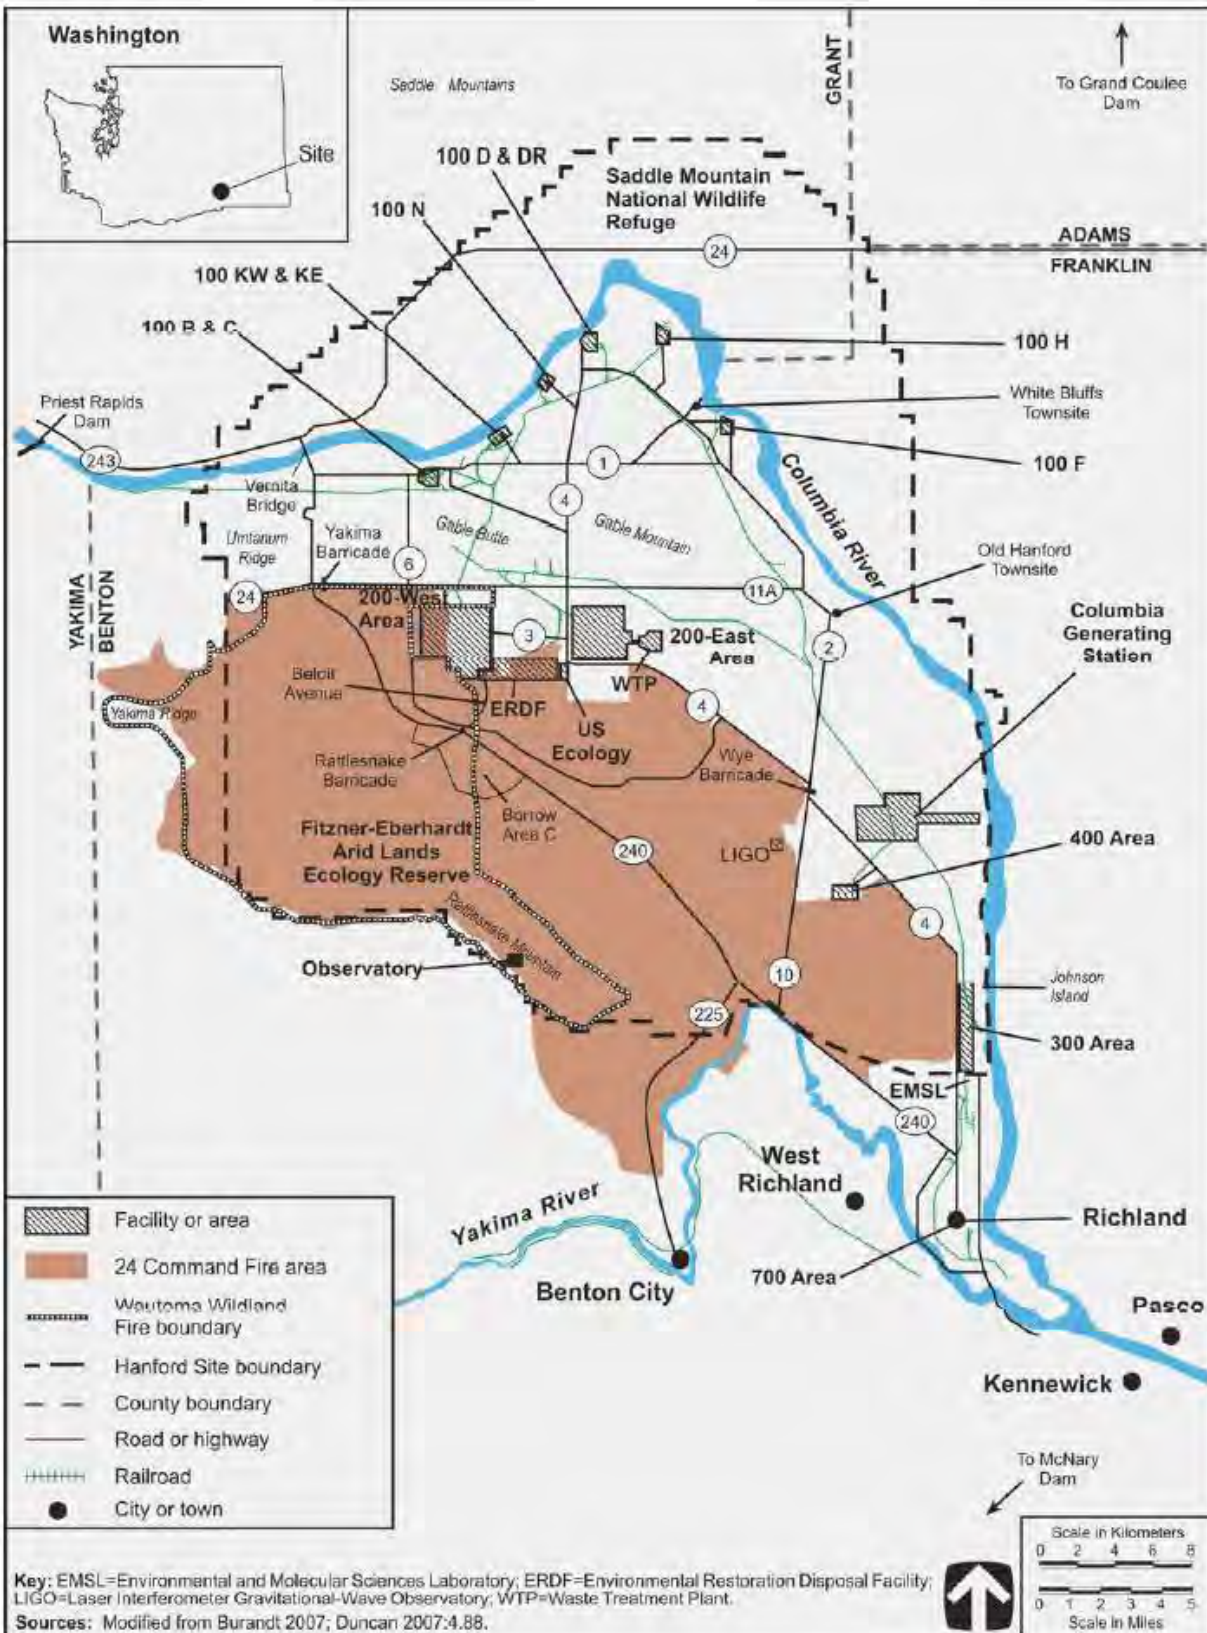 Washington
Site
Saddle Mountains
GRANT
To Grand Coulee
Dam
100 D & DR
Saddle Mountain
National Wildlife
Refuge
100 N
24
ADAMS
FRANKLIN
100 KW & KE
100 B & C
100 H
White Bluffs
Townsite
Priest Rapids
Dam
243
1
100 F
Vernita
Bridge
4
Columbia River
Umtanum
Ridge
Yakima
Barricade
Gable Butte
Gable Mountain
6
Old Hanford
Townsite
24
11A
YAKIMA
BENTON
200-West
Area
3
200-East
Area
2
Columbia
Generating
Station
Beloit
Avenue
WTP
Yakima Ridge
ERDF
4
US
Ecology
Rattlesnake
Barricade
Wye
Barricade
Borrow
Area C
Fitzner-Eberhardt
Arid Lands
Ecology Reserve
240
LIGO
400 Area
Rattlesnake Mountain
4
Observatory
10
Johnson
Island
225
300 Area
EMSL
240
West
Richland
Yakima River
Richland
700 Area
Benton City
Pasco
Kennewick
Facility or area
24 Command Fire area
Wautoma Wildland
Fire boundary
Hanford Site boundary
County boundary
Road or highway
Railroad
City or town
To McNary
Dam
Scale in Kilometers
0 2 4 6 8
0 1 2 3 4 5
Scale in Miles
Key: EMSL=Environmental and Molecular Sciences Laboratory; ERDF=Environmental Restoration Disposal Facility;
LIGO=Laser Interferometer Gravitational-Wave Observatory; WTP=Waste Treatment Plant.
Sources: Modified from Burandt 2007; Duncan 2007:4.88.